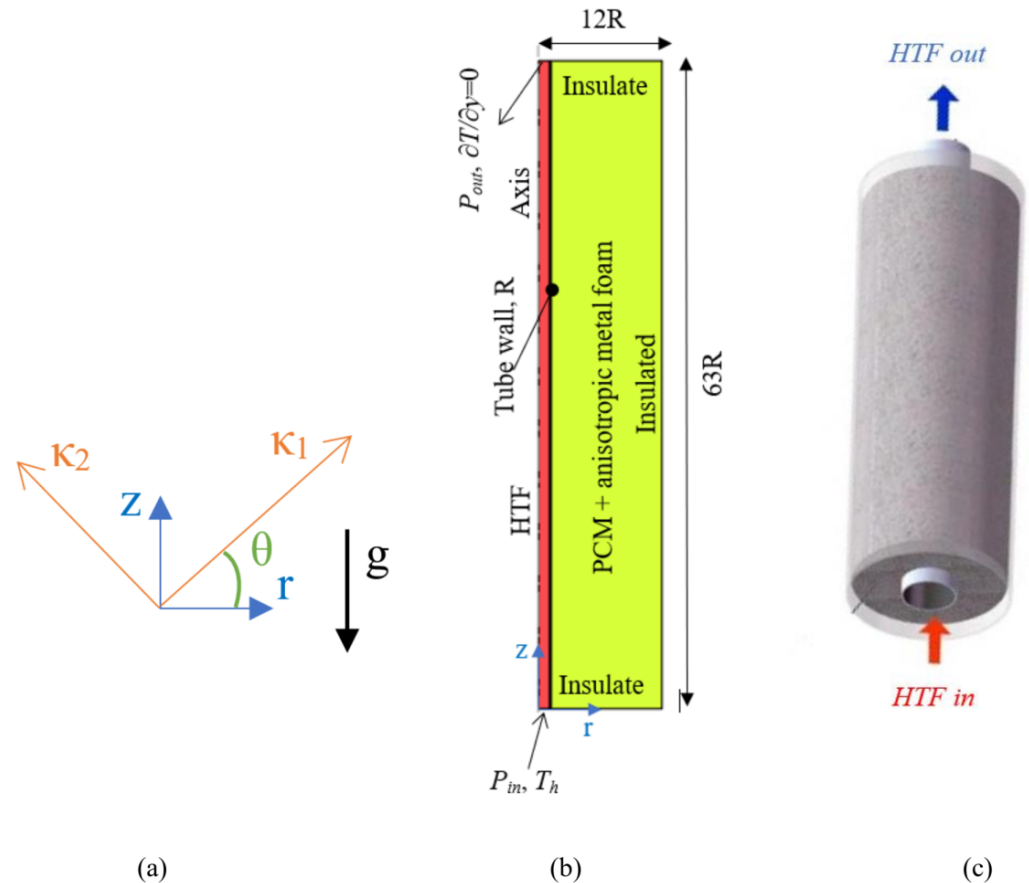 κ2
κ1
z
θ
r
g
(a)
12R
Insulate
Pout, ∂T/∂y=0
Axis
Tube wall, R
HTF
PCM + anisotropic metal foam
Insulated
63R
z
Insulate
r
Pin, Th
(b)
HTF out
HTF in
(c)